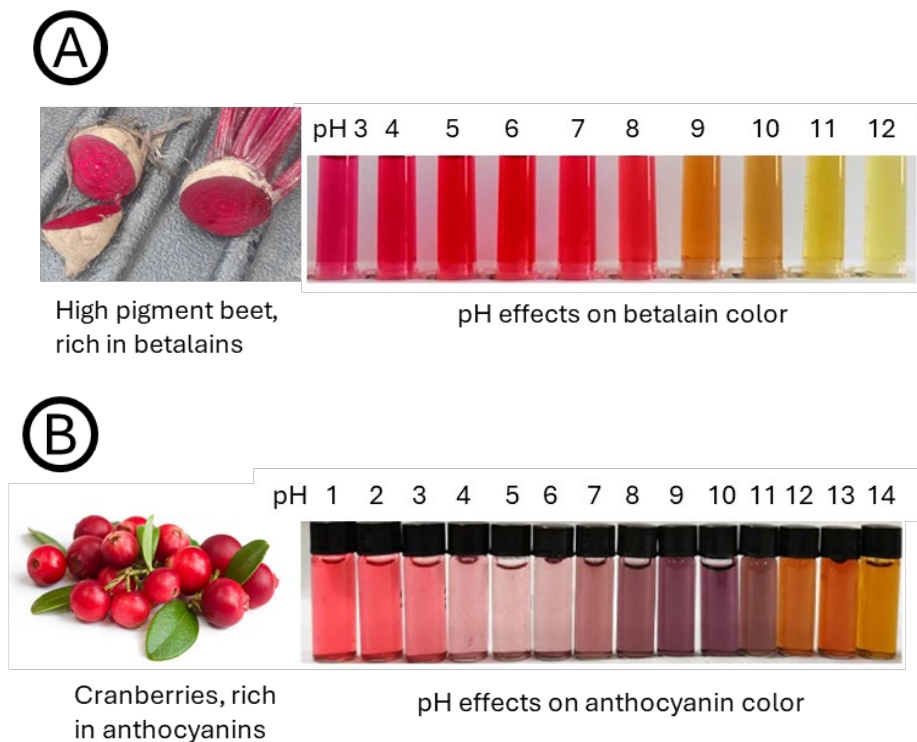 A
pH 3 4 5 6 7 8 9 10 11 12
High pigment beet,
rich in betalains
pH effects on betalain color
B
pH 1 2 3 4 5 6 7 8 9 10 11 12 13 14
Cranberries, rich
in anthocyanins
pH effects on anthocyanin color